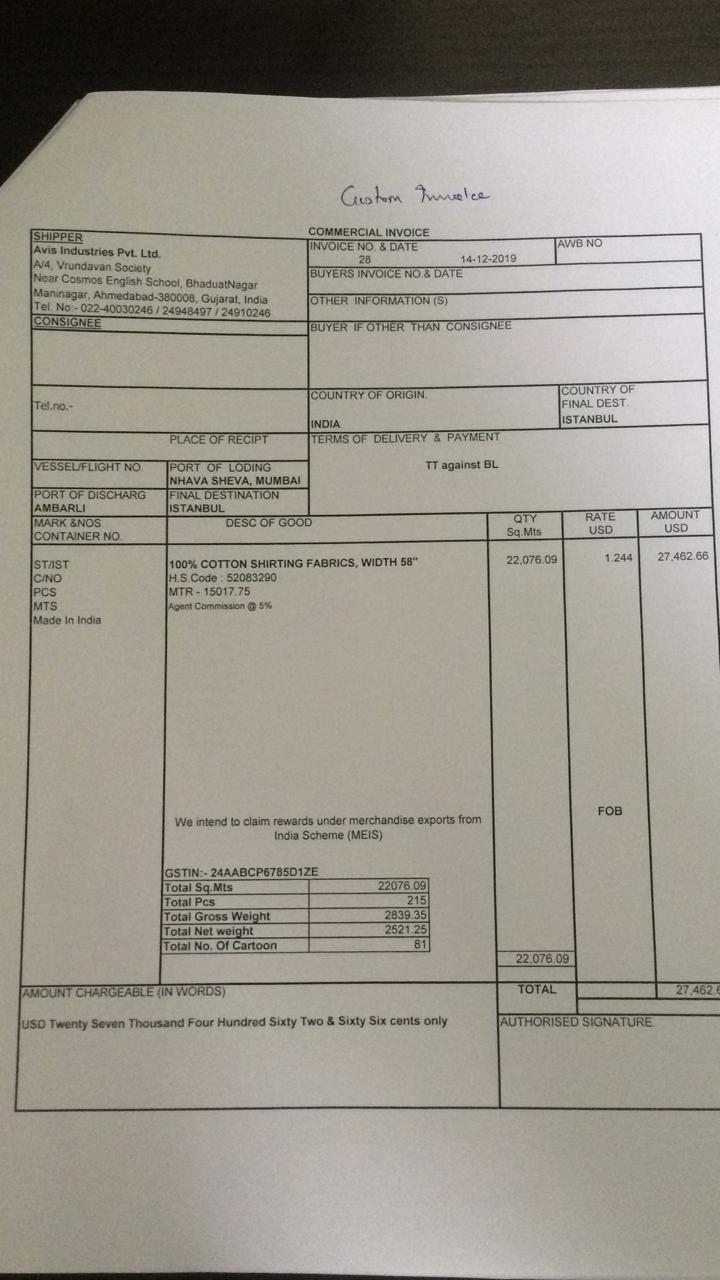 Custom Invoice
COMMERCIAL INVOICE
SHIPPER
Avis Industries Pvt. Ltd.
A/4, Vrundavan Society
Near Cosmos English School, BhaduatNagar
Maninagar, Ahmedabad-380008, Gujarat, India
Tel. No:- 022-40030246 / 24948497 / 24910246
INVOICE NO. & DATE
28 14-12-2019
AWB NO
BUYERS INVOICE NO.& DATE
OTHER INFORMATION (S)
CONSIGNEE
BUYER IF OTHER THAN CONSIGNEE
Tel.no.-
COUNTRY OF ORIGIN.
INDIA
COUNTRY OF
FINAL DEST.
ISTANBUL
PLACE OF RECIPT
TERMS OF DELIVERY & PAYMENT
TT against BL
VESSEL/FLIGHT NO.
PORT OF LODING
NHAVA SHEVA, MUMBAI
PORT OF DISCHARG
AMBARLI
FINAL DESTINATION
ISTANBUL
MARK &NOS.
CONTAINER NO.
DESC OF GOOD
QTY
Sq.Mts
RATE
USD
AMOUNT
USD
ST/IST
C/NO
PCS
MTS
Made In India
100% COTTON SHIRTING FABRICS, WIDTH 58"
H.S.Code : 52083290
MTR - 15017.75
Agent Commission @ 5%
22,076.09 1.244 27,462.66
FOB
We intend to claim rewards under merchandise exports from
India Scheme (MEIS)
GSTIN:- 24AABCP6785D1ZE
Total Sq.Mts 22076.09
Total Pcs 215
Total Gross Weight 2839.35
Total Net weight 2521.25
Total No. Of Cartoon 81
22,076.09
AMOUNT CHARGEABLE (IN WORDS)
TOTAL 27,462.6
USD Twenty Seven Thousand Four Hundred Sixty Two & Sixty Six cents only
AUTHORISED SIGNATURE.